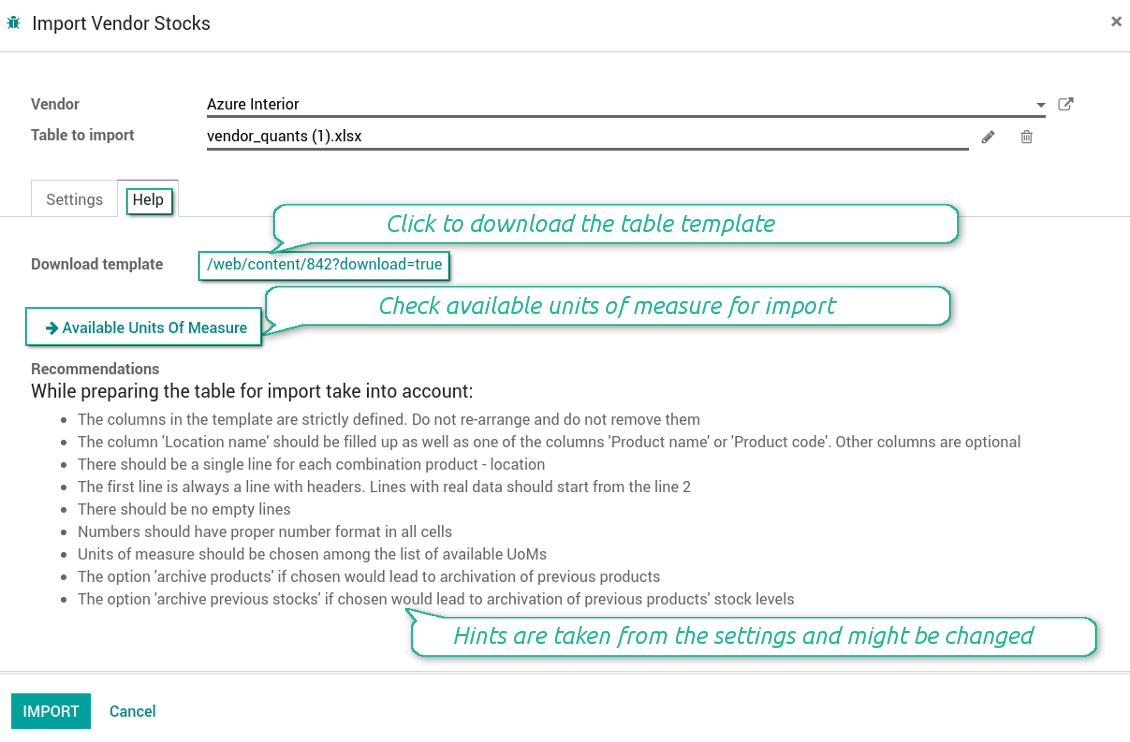 Import Vendor Stocks
Vendor
Azure Interior
Table to import
vendor_quants (1).xlsx
Settings
Help
Click to download the table template
Download template
/web/content/842?download=true
Check available units of measure for import
Available Units Of Measure
Recommendations
While preparing the table for import take into account:
The columns in the template are strictly defined. Do not re-arrange and do not remove them
The column 'Location name' should be filled up as well as one of the columns 'Product name' or 'Product code'. Other columns are optional
There should be a single line for each combination product - location
The first line is always a line with headers. Lines with real data should start from the line 2
There should be no empty lines
Numbers should have proper number format in all cells
Units of measure should be chosen among the list of available UoMs
The option 'archive products' if chosen would lead to archivation of previous products
The option 'archive previous stocks' if chosen would lead to archivation of previous products' stock levels
Hints are taken from the settings and might be changed
IMPORT
Cancel